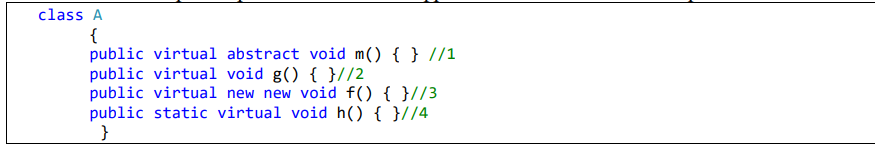 class A
{
public virtual abstract void m() { } //1
public virtual void g() { }//2
public virtual new new void f() { }//3
public static virtual void h() { }//4
}